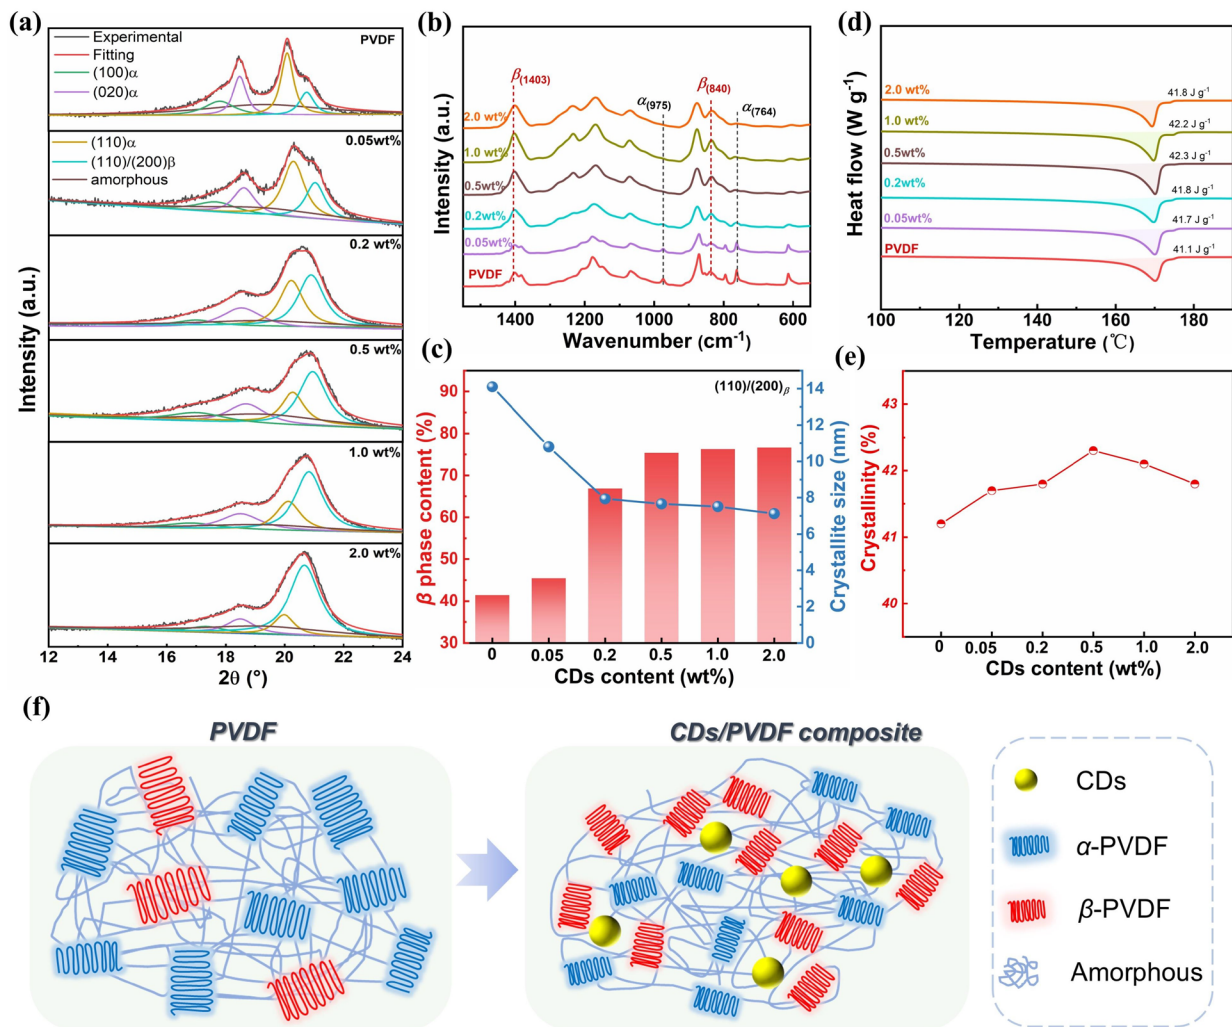 (a)
Experimental
Fitting
(100)α
(020)α
PVDF
(110)α
(110)/(200)β
amorphous
0.05wt%
0.2 wt%
0.5 wt%
1.0 wt%
2.0 wt%
Intensity (a.u.)
12 14 16 18 20 22 24
2θ (°)
(b)
β(1403)
β(840)
α(975)
α(764)
2.0 wt%
1.0 wt%
0.5wt%
0.2wt%
0.05wt%
PVDF
Intensity (a.u.)
1400 1200 1000 800 600
Wavenumber (cm-1)
(c)
(110)/(200)β
95
90
85
80
75
70
65
60
55
50
45
40
35
30
β phase content (%)
14
12
10
8
6
4
2
0
Crystallite size (nm)
0 0.05 0.2 0.5 1.0 2.0
CDs content (wt%)
(d)
2.0 wt%
41.8 J g-1
1.0 wt%
42.2 J g-1
0.5wt%
42.3 J g-1
0.2wt%
41.8 J g-1
0.05wt%
41.7 J g-1
PVDF
41.1 J g-1
Heat flow (W g-1)
100 120 140 160 180
Temperature (℃)
(e)
43
42
41
40
Crystallinity (%)
0 0.05 0.2 0.5 1.0 2.0
CDs content (wt%)
(f)
PVDF
CDs/PVDF composite
CDs
α-PVDF
β-PVDF
Amorphous